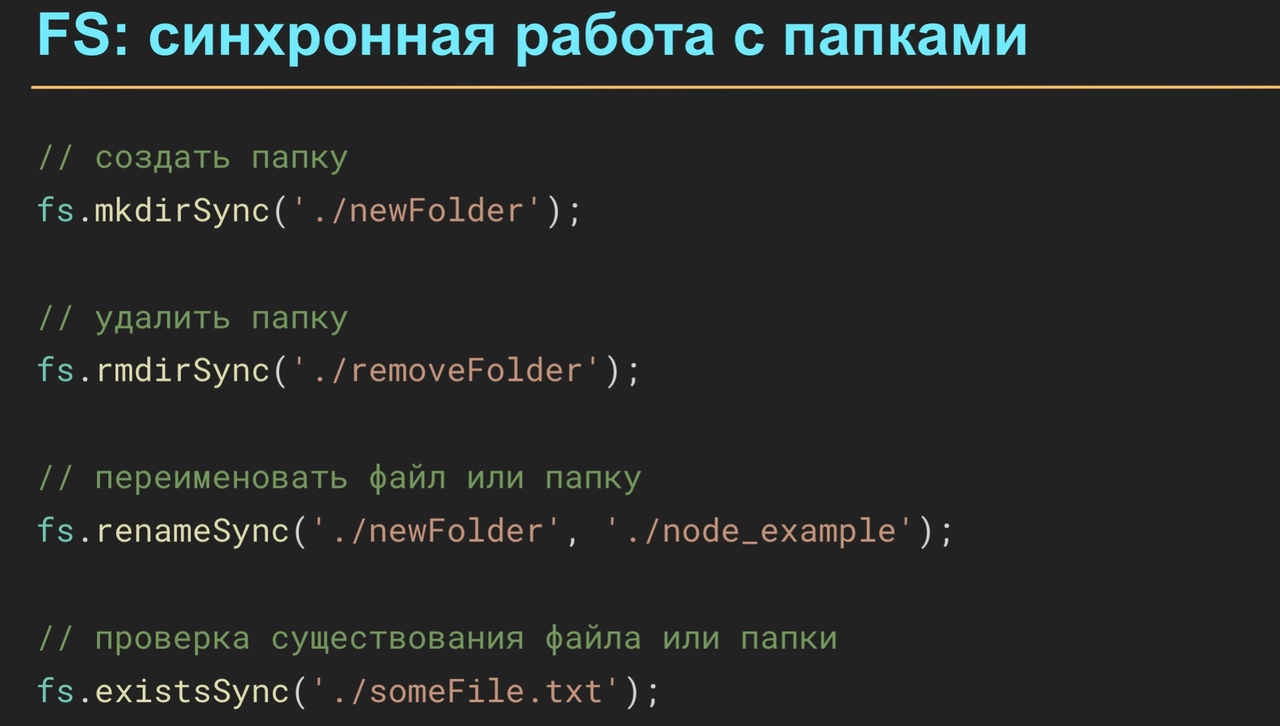 FS: синхронная работа с папками
// создать папку
fs.mkdirSync('./newFolder');
// удалить папку
fs.rmdirSync('./removeFolder');
// переименовать файл или папку
fs.renameSync('./newFolder', './node_example');
// проверка существования файла или папки
fs.existsSync('./someFile.txt');